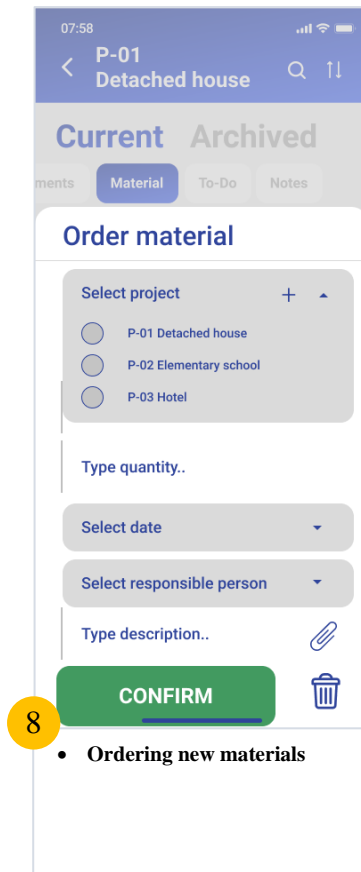 07:58
P-01
Detached house
Current Archived
ments Material To-Do Notes
Order material
Select project
P-01 Detached house
P-02 Elementary school
P-03 Hotel
Type quantity..
Select date
Select responsible person
Type description..
CONFIRM
8
• Ordering new materials